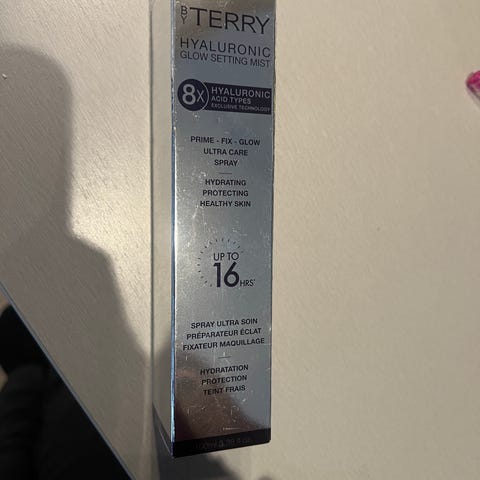 BY TERRY
HYALURONIC
GLOW SETTING MIST
8X HYALURONIC
ACID TYPES
EXCLUSIVE TECHNOLOGY
PRIME - FIX - GLOW
ULTRA CARE
SPRAY
HYDRATING
PROTECTING
HEALTHY SKIN
UP TO
16 HRS*
SPRAY ULTRA SOIN
PRÉPARATEUR ÉCLAT
FIXATEUR MAQUILLAGE
HYDRATATION
PROTECTION
TEINT FRAIS
100ml